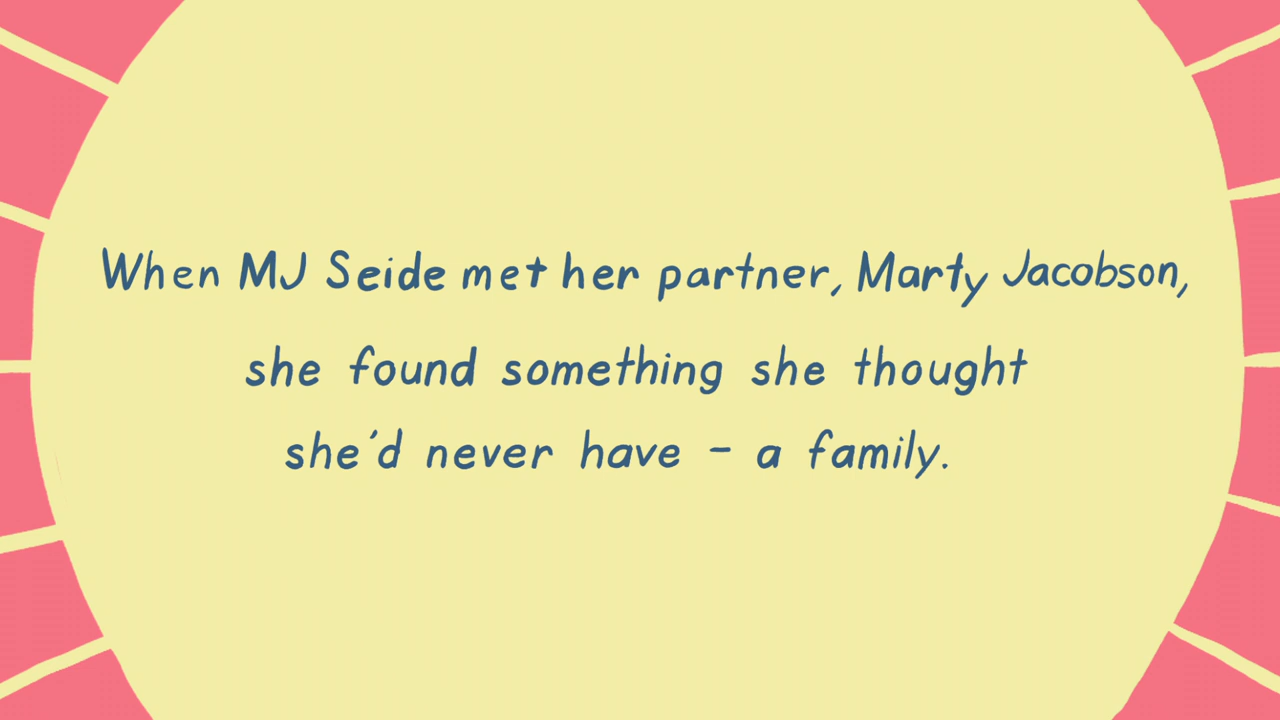 When MJ Seide met her partner, Marty Jacobson,
she found something she thought
she'd never have - a family.